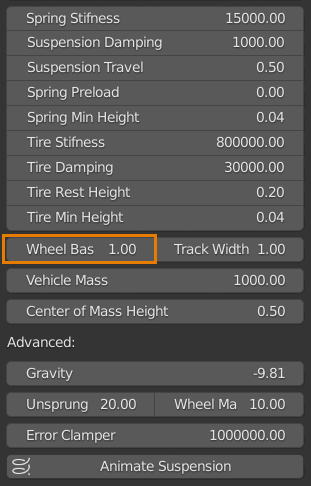 Spring Stifness 15000.00
Suspension Damping 1000.00
Suspension Travel 0.50
Spring Preload 0.00
Spring Min Height 0.04
Tire Stifness 800000.00
Tire Damping 30000.00
Tire Rest Height 0.20
Tire Min Height 0.04
Wheel Bas 1.00 Track Width 1.00
Vehicle Mass 1000.00
Center of Mass Height 0.50
Advanced:
Gravity -9.81
Unsprung 20.00 Wheel Ma 10.00
Error Clamper 1000000.00
Animate Suspension